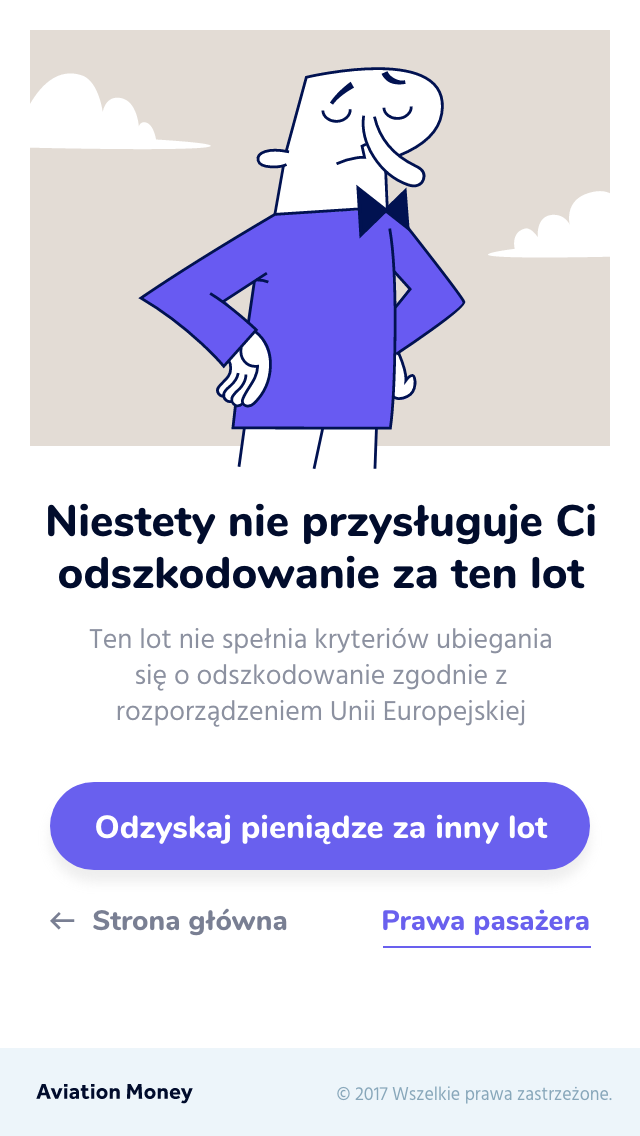 Niestety nie przysługuje Ci
odszkodowanie za ten lot
Ten lot nie spełnia kryteriów ubiegania
się o odszkodowanie zgodnie z
rozporządzeniem Unii Europejskiej
Odzyskaj pieniądze za inny lot
← Strona główna
Prawa pasażera
Aviation Money
© 2017 Wszelkie prawa zastrzeżone.